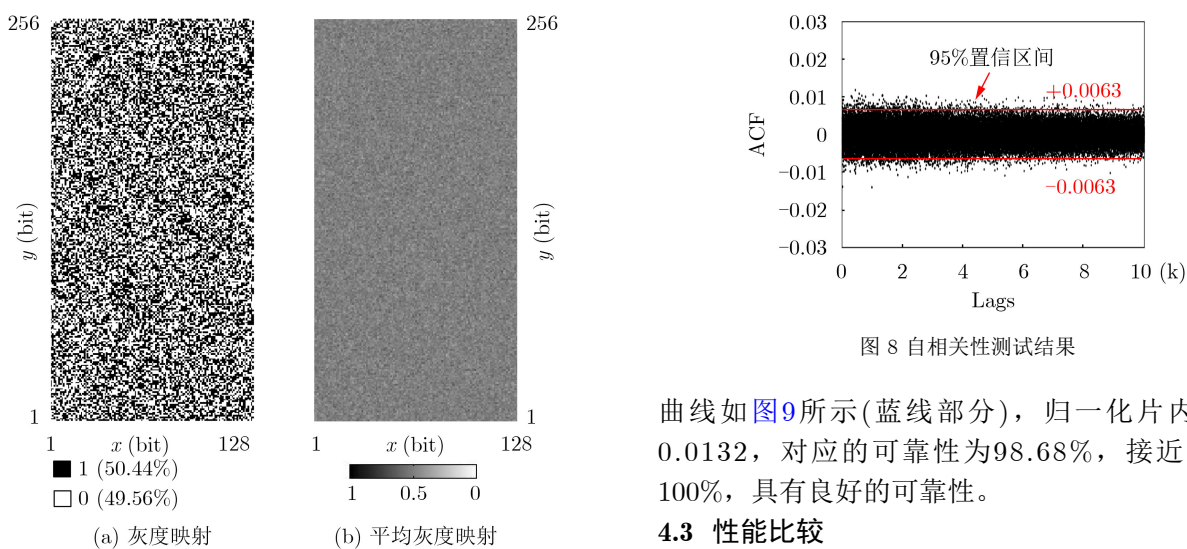 256
y (bit)
1
1 x (bit) 128
1 (50.44%)
0 (49.56%)
(a) 灰度映射
256
y (bit)
1
1 x (bit) 128
1 0.5 0
(b) 平均灰度映射
0.03
0.02
0.01
0
−0.01
−0.02
−0.03
ACF
95%置信区间
+0.0063
−0.0063
0 2 4 6 8 10 (k)
Lags
图 8 自相关性测试结果
曲线如图9所示(蓝线部分)，归一化片内
0.0132，对应的可靠性为98.68%，接近
100%，具有良好的可靠性。
4.3 性能比较